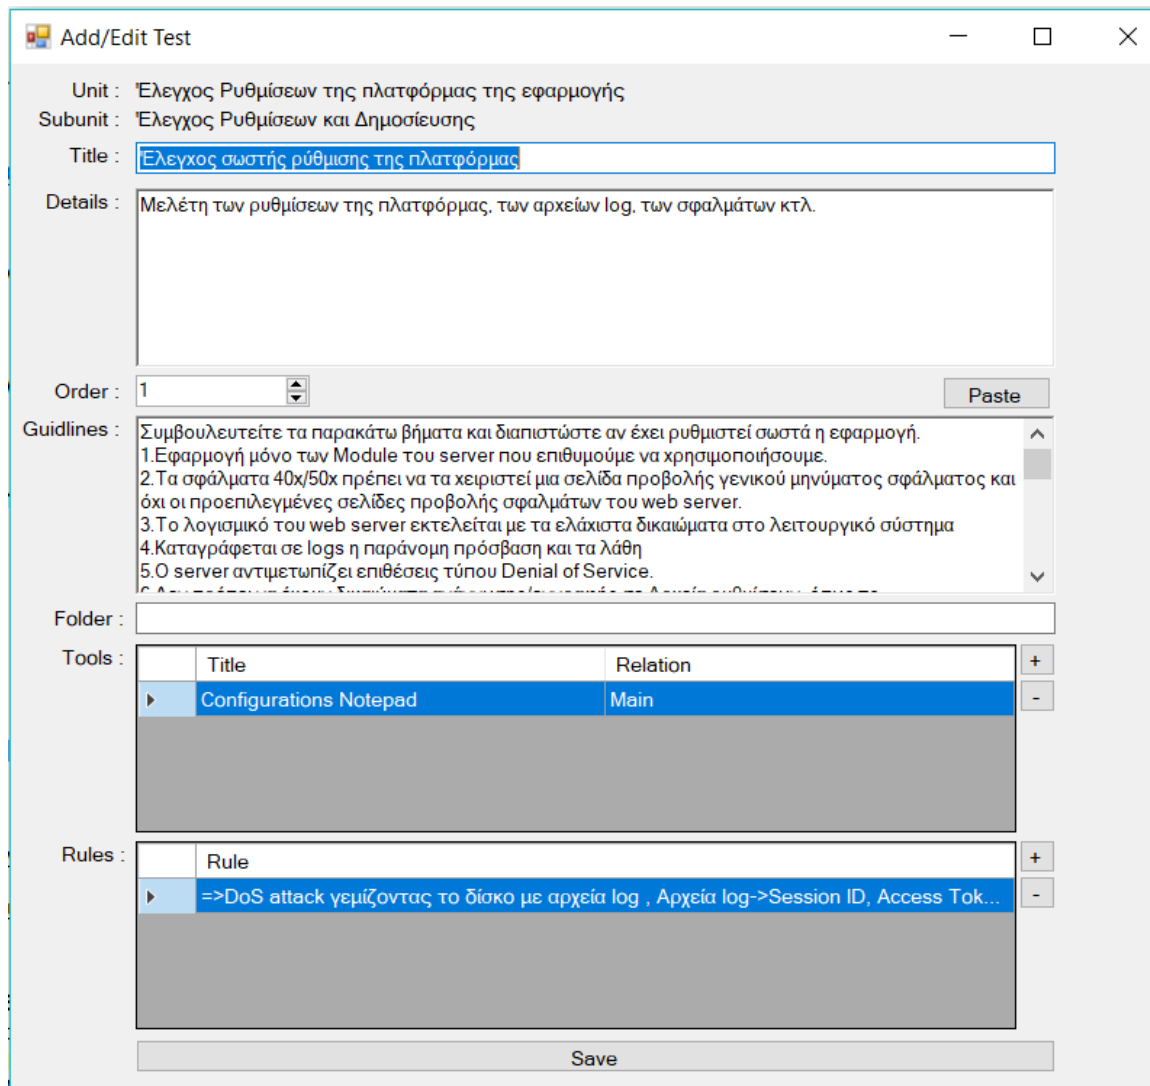 Add/Edit Test
Unit : Έλεγχος Ρυθμίσεων της πλατφόρμας της εφαρμογής
Subunit : Έλεγχος Ρυθμίσεων και Δημοσίευσης
Title : Έλεγχος σωστής ρύθμισης της πλατφόρμας
Details : Μελέτη των ρυθμίσεων της πλατφόρμας, των αρχείων log, των σφαλμάτων κτλ.
Order : 1
Paste
Guidlines : Συμβουλευτείτε τα παρακάτω βήματα και διαπιστώστε αν έχει ρυθμιστεί σωστά η εφαρμογή.
1.Εφαρμογή μόνο των Module του server που επιθυμούμε να χρησιμοποιήσουμε.
2.Τα σφάλματα 40x/50x πρέπει να τα χειριστεί μια σελίδα προβολής γενικού μηνύματος σφάλματος και
όχι οι προεπιλεγμένες σελίδες προβολής σφαλμάτων του web server.
3.Το λογισμικό του web server εκτελείται με τα ελάχιστα δικαιώματα στο λειτουργικό σύστημα
4.Καταγράφεται σε logs η παράνομη πρόσβαση και τα λάθη
5.Ο server αντιμετωπίζει επιθέσεις τύπου Denial of Service.
Folder :
Tools : Title Relation +
Configurations Notepad Main -
Rules : Rule +
=>DoS attack γεμίζοντας το δίσκο με αρχεία log , Αρχεία log->Session ID, Access Tok... -
Save